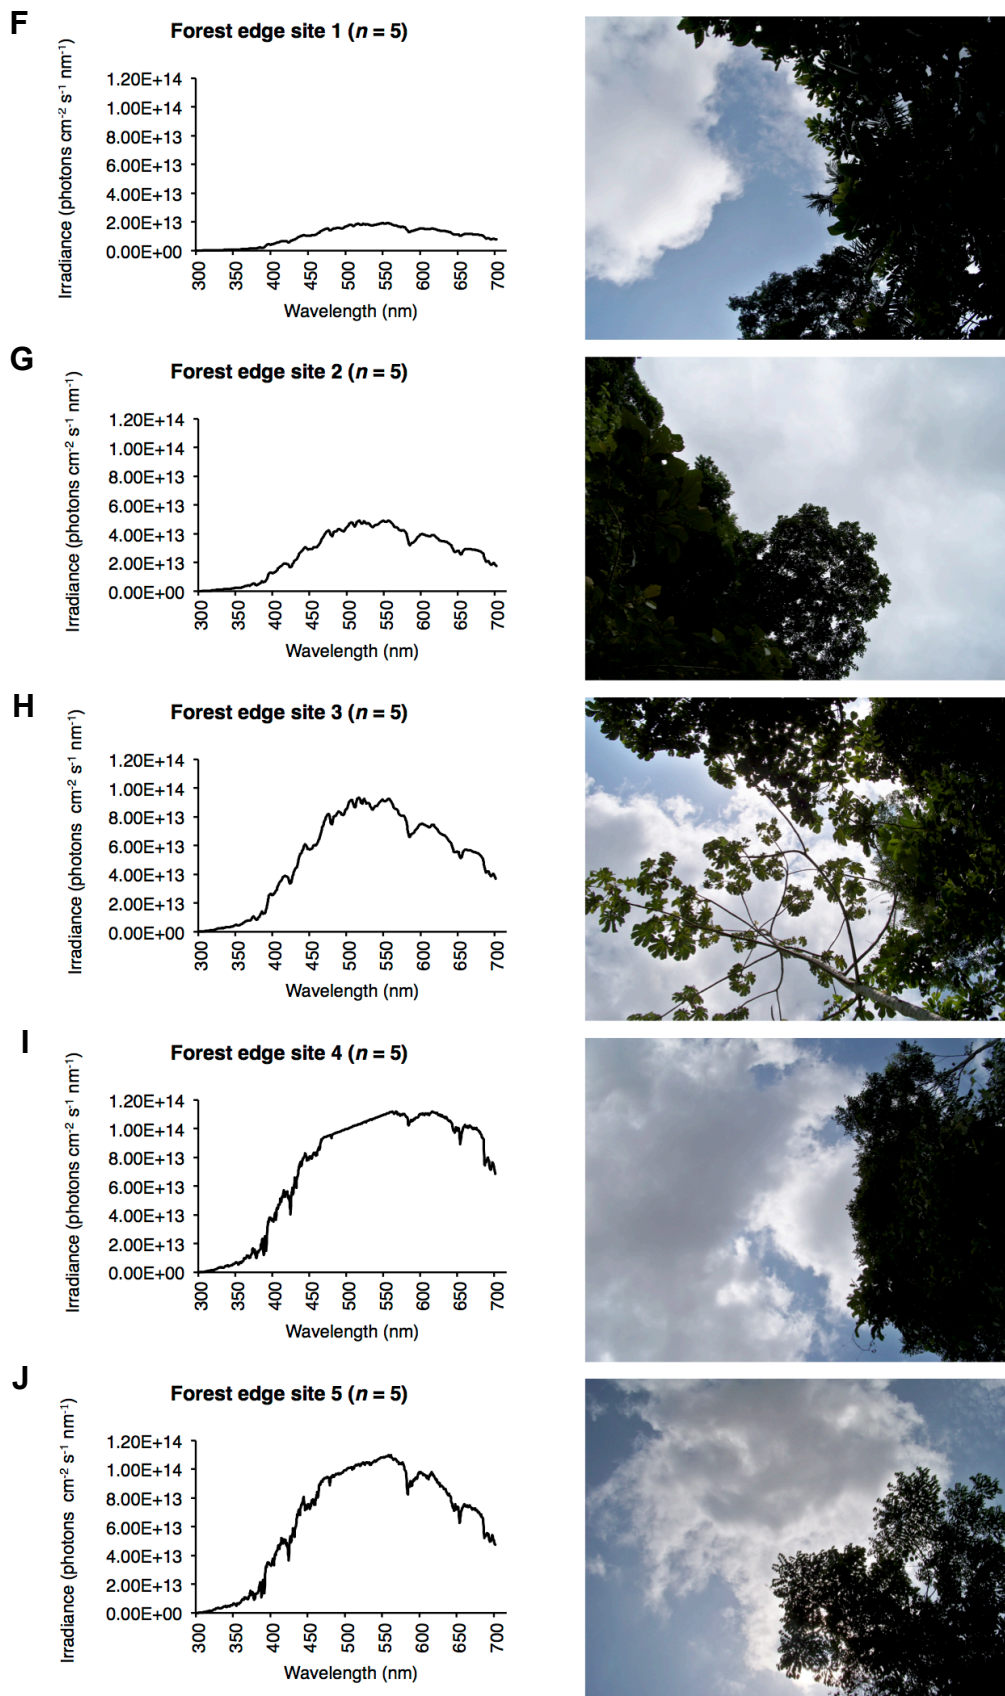 F
Forest edge site 1 (n = 5)
Irradiance (photons cm-2 s-1 nm-1)
1.20E+14
1.00E+14
8.00E+13
6.00E+13
4.00E+13
2.00E+13
0.00E+00
300 350 400 450 500 550 600 650 700
Wavelength (nm)
G
Forest edge site 2 (n = 5)
Irradiance (photons cm-2 s-1 nm-1)
1.20E+14
1.00E+14
8.00E+13
6.00E+13
4.00E+13
2.00E+13
0.00E+00
300 350 400 450 500 550 600 650 700
Wavelength (nm)
H
Forest edge site 3 (n = 5)
Irradiance (photons cm-2 s-1 nm-1)
1.20E+14
1.00E+14
8.00E+13
6.00E+13
4.00E+13
2.00E+13
0.00E+00
300 350 400 450 500 550 600 650 700
Wavelength (nm)
I
Forest edge site 4 (n = 5)
Irradiance (photons cm-2 s-1 nm-1)
1.20E+14
1.00E+14
8.00E+13
6.00E+13
4.00E+13
2.00E+13
0.00E+00
300 350 400 450 500 550 600 650 700
Wavelength (nm)
J
Forest edge site 5 (n = 5)
Irradiance (photons cm-2 s-1 nm-1)
1.20E+14
1.00E+14
8.00E+13
6.00E+13
4.00E+13
2.00E+13
0.00E+00
300 350 400 450 500 550 600 650 700
Wavelength (nm)